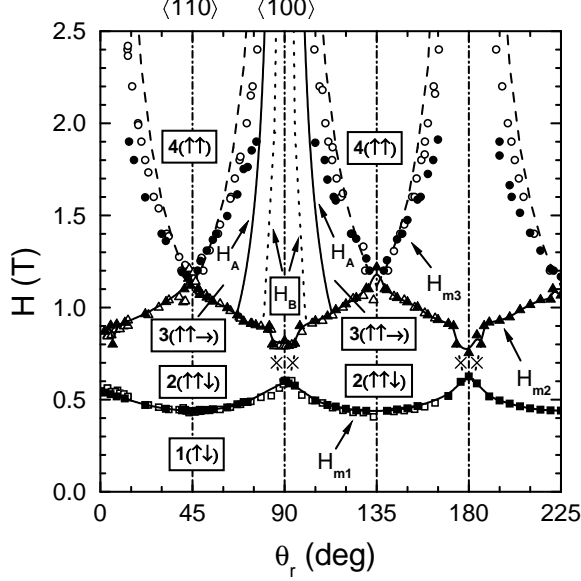 ⟨110⟩ ⟨100⟩
2.5
2.0
4(↑↑) 4(↑↑)
1.5
H_A H_A
H_B H_m3
1.0
3(↑↑→) 3(↑↑→)
2(↑↑↓) 2(↑↑↓)
H_m2
0.5
1(↑↓) H_m1
0.0
0 45 90 135 180 225
H (T)
θ_r (deg)